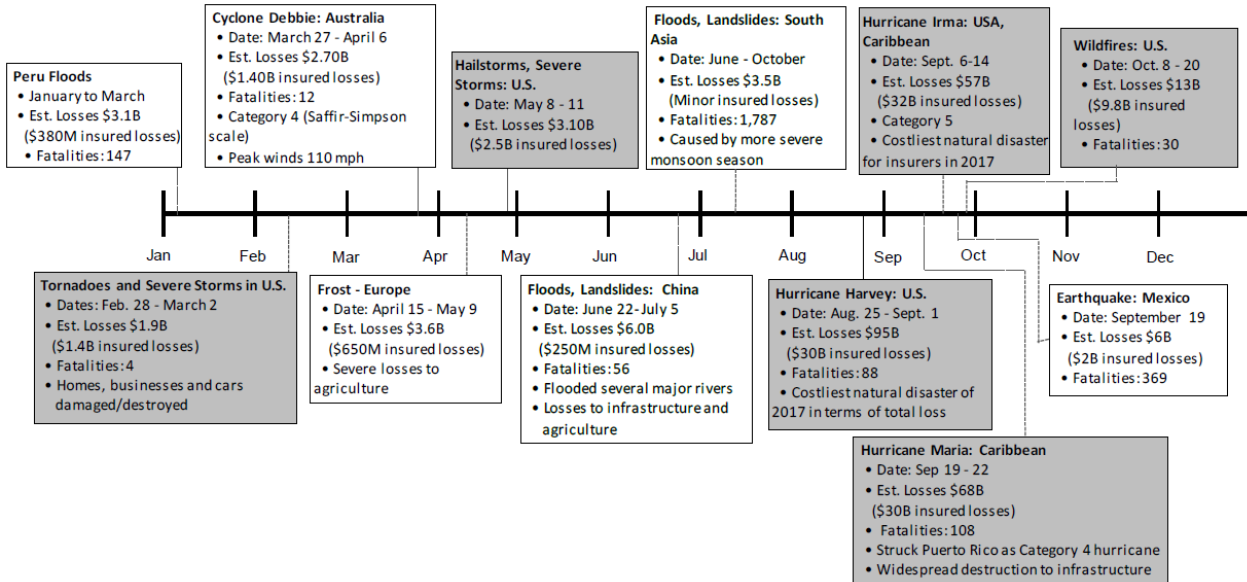 Peru Floods
• January to March
• Est. Losses $3.1B
($380M insured losses)
• Fatalities: 147
Cyclone Debbie: Australia
• Date: March 27 - April 6
• Est. Losses $2.70B
($1.40B insured losses)
• Fatalities: 12
• Category 4 (Saffir-Simpson
scale)
• Peak winds 110 mph
Hailstorms, Severe
Storms: U.S.
• Date: May 8 - 11
• Est. Losses $3.10B
($2.5B insured losses)
Floods, Landslides: South
Asia
• Date: June - October
• Est. Losses $3.5B
(Minor insured losses)
• Fatalities: 1,787
• Caused by more severe
monsoon season
Hurricane Irma: USA,
Caribbean
• Date: Sept. 6-14
• Est. Losses $57B
($32B insured losses)
• Category 5
• Costliest natural disaster
for insurers in 2017
Wildfires: U.S.
• Date: Oct. 8 - 20
• Est. Losses $13B
($9.8B insured
losses)
• Fatalities: 30
Jan Feb Mar Apr May Jun Jul Aug Sep Oct Nov Dec
Tornadoes and Severe Storms in U.S.
• Dates: Feb. 28 - March 2
• Est. Losses $1.9B
($1.4B insured losses)
• Fatalities: 4
• Homes, businesses and cars
damaged/destroyed
Frost - Europe
• Date: April 15 - May 9
• Est. Losses $3.6B
($650M insured losses)
• Severe losses to
agriculture
Floods, Landslides: China
• Date: June 22-July 5
• Est. Losses $6.0B
($250M insured losses)
• Fatalities: 56
• Flooded several major rivers
• Losses to infrastructure and
agriculture
Hurricane Harvey: U.S.
• Date: Aug. 25 - Sept. 1
• Est. Losses $95B
($30B insured losses)
• Fatalities: 88
• Costliest natural disaster of
2017 in terms of total loss
Earthquake: Mexico
• Date: September 19
• Est. Losses $6B
($2B insured losses)
• Fatalities: 369
Hurricane Maria: Caribbean
• Date: Sep 19 - 22
• Est. Losses $68B
($30B insured losses)
• Fatalities: 108
• Struck Puerto Rico as Category 4 hurricane
• Widespread destruction to infrastructure